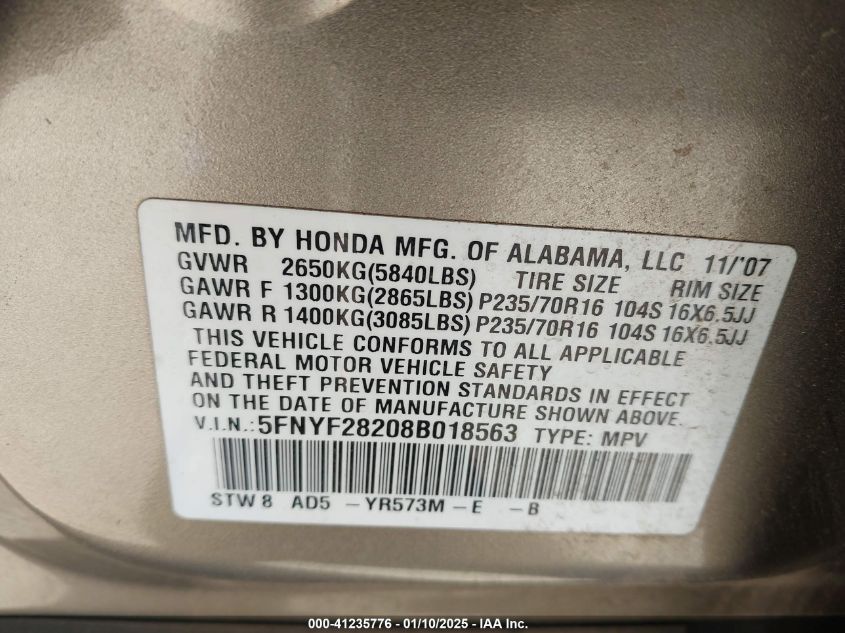 MFD. BY HONDA MFG. OF ALABAMA, LLC 11/'07
GVWR 2650KG(5840LBS) TIRE SIZE RIM SIZE
GAWR F 1300KG(2865LBS) P235/70R16 104S 16X6.5JJ
GAWR R 1400KG(3085LBS) P235/70R16 104S 16X6.5JJ
THIS VEHICLE CONFORMS TO ALL APPLICABLE
FEDERAL MOTOR VEHICLE SAFETY
AND THEFT PREVENTION STANDARDS IN EFFECT
ON THE DATE OF MANUFACTURE SHOWN ABOVE.
V.I.N.: 5FNYF28208B018563 TYPE: MPV
STW8 AD5 - YR573M - E - B
000-41235776 - 01/10/2025 - IAA Inc.